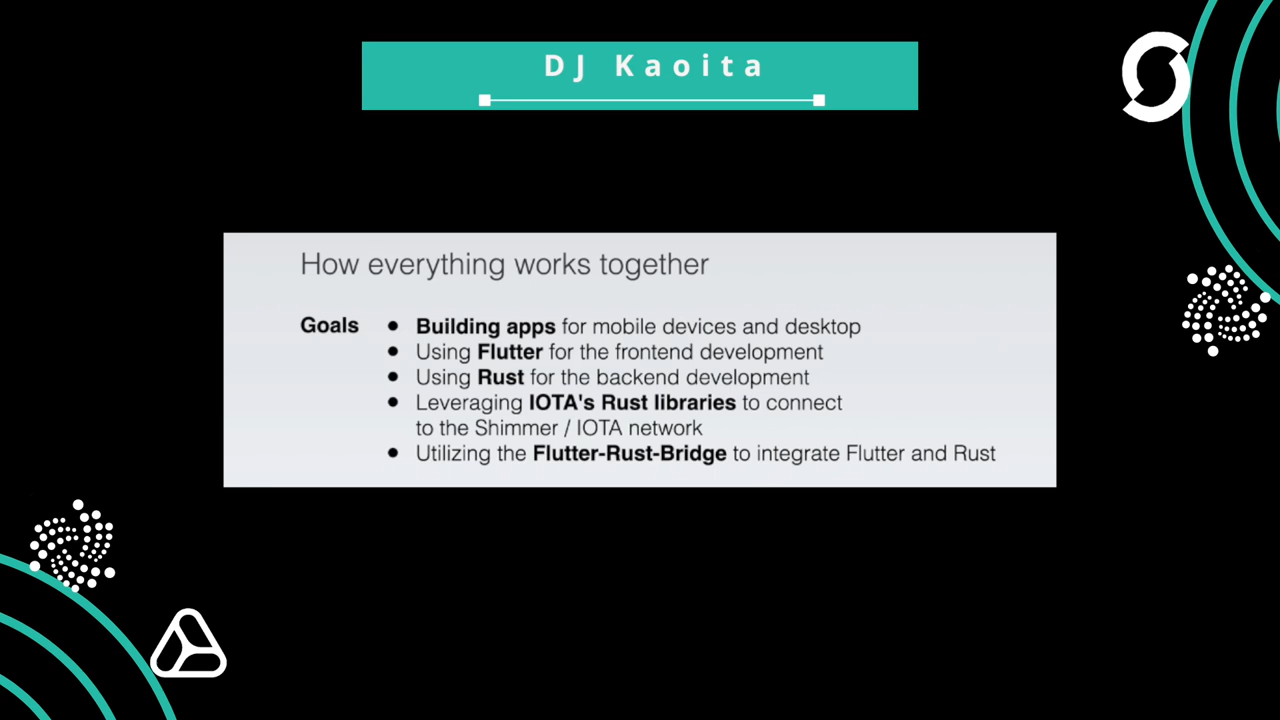 DJ Kaoita
How everything works together
Goals
● Building apps for mobile devices and desktop
● Using Flutter for the frontend development
● Using Rust for the backend development
● Leveraging IOTA's Rust libraries to connect
to the Shimmer / IOTA network
● Utilizing the Flutter-Rust-Bridge to integrate Flutter and Rust